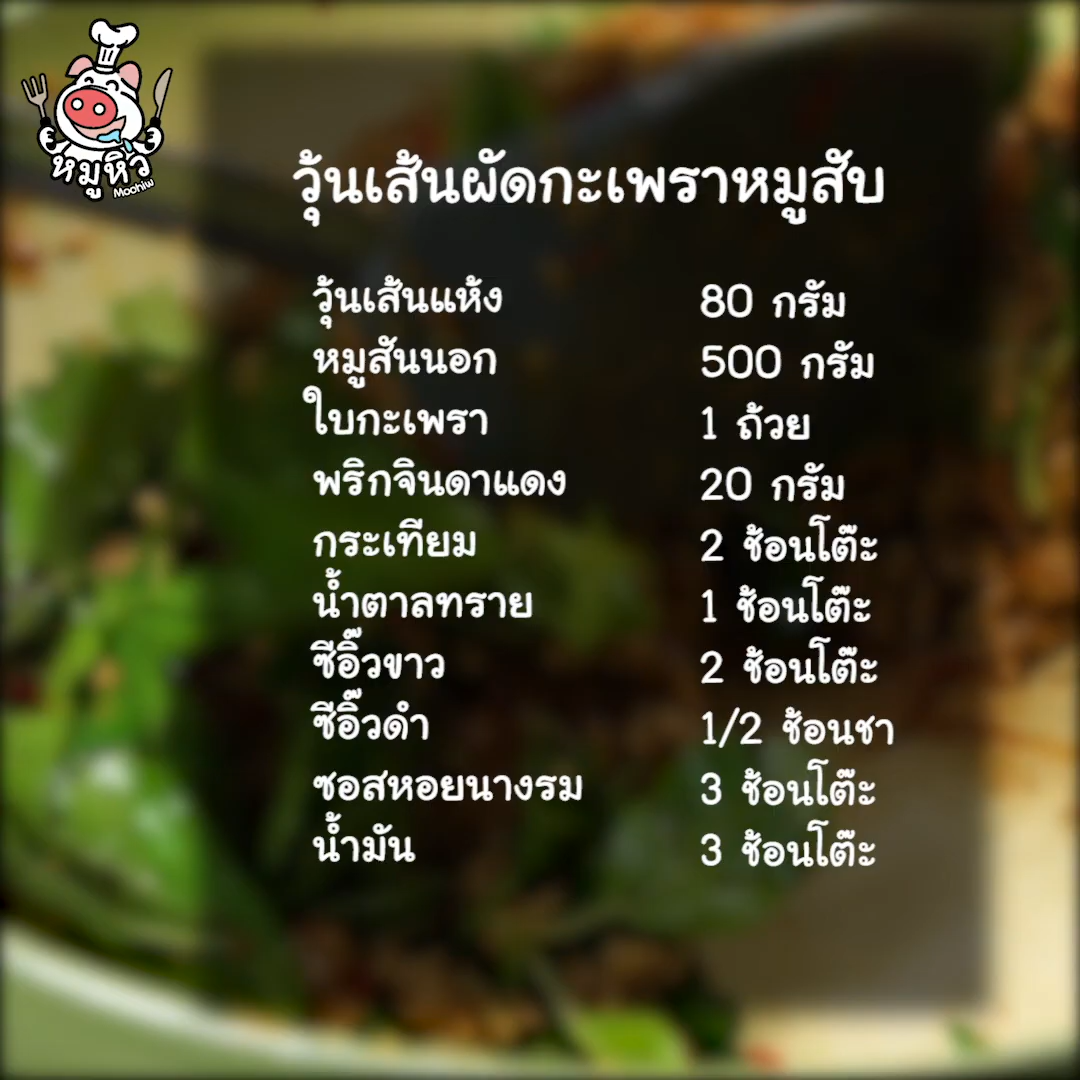 หมูหิว
Moohiw
วุ้นเส้นผัดกะเพราหมูสับ
วุ้นเส้นแห้ง 80 กรัม
หมูสันนอก 500 กรัม
ใบกะเพรา 1 ถ้วย
พริกจินดาแดง 20 กรัม
กระเทียม 2 ช้อนโต๊ะ
น้ำตาลทราย 1 ช้อนโต๊ะ
ซีอิ๊วขาว 2 ช้อนโต๊ะ
ซีอิ๊วดำ 1/2 ช้อนชา
ซอสหอยนางรม 3 ช้อนโต๊ะ
น้ำมัน 3 ช้อนโต๊ะ